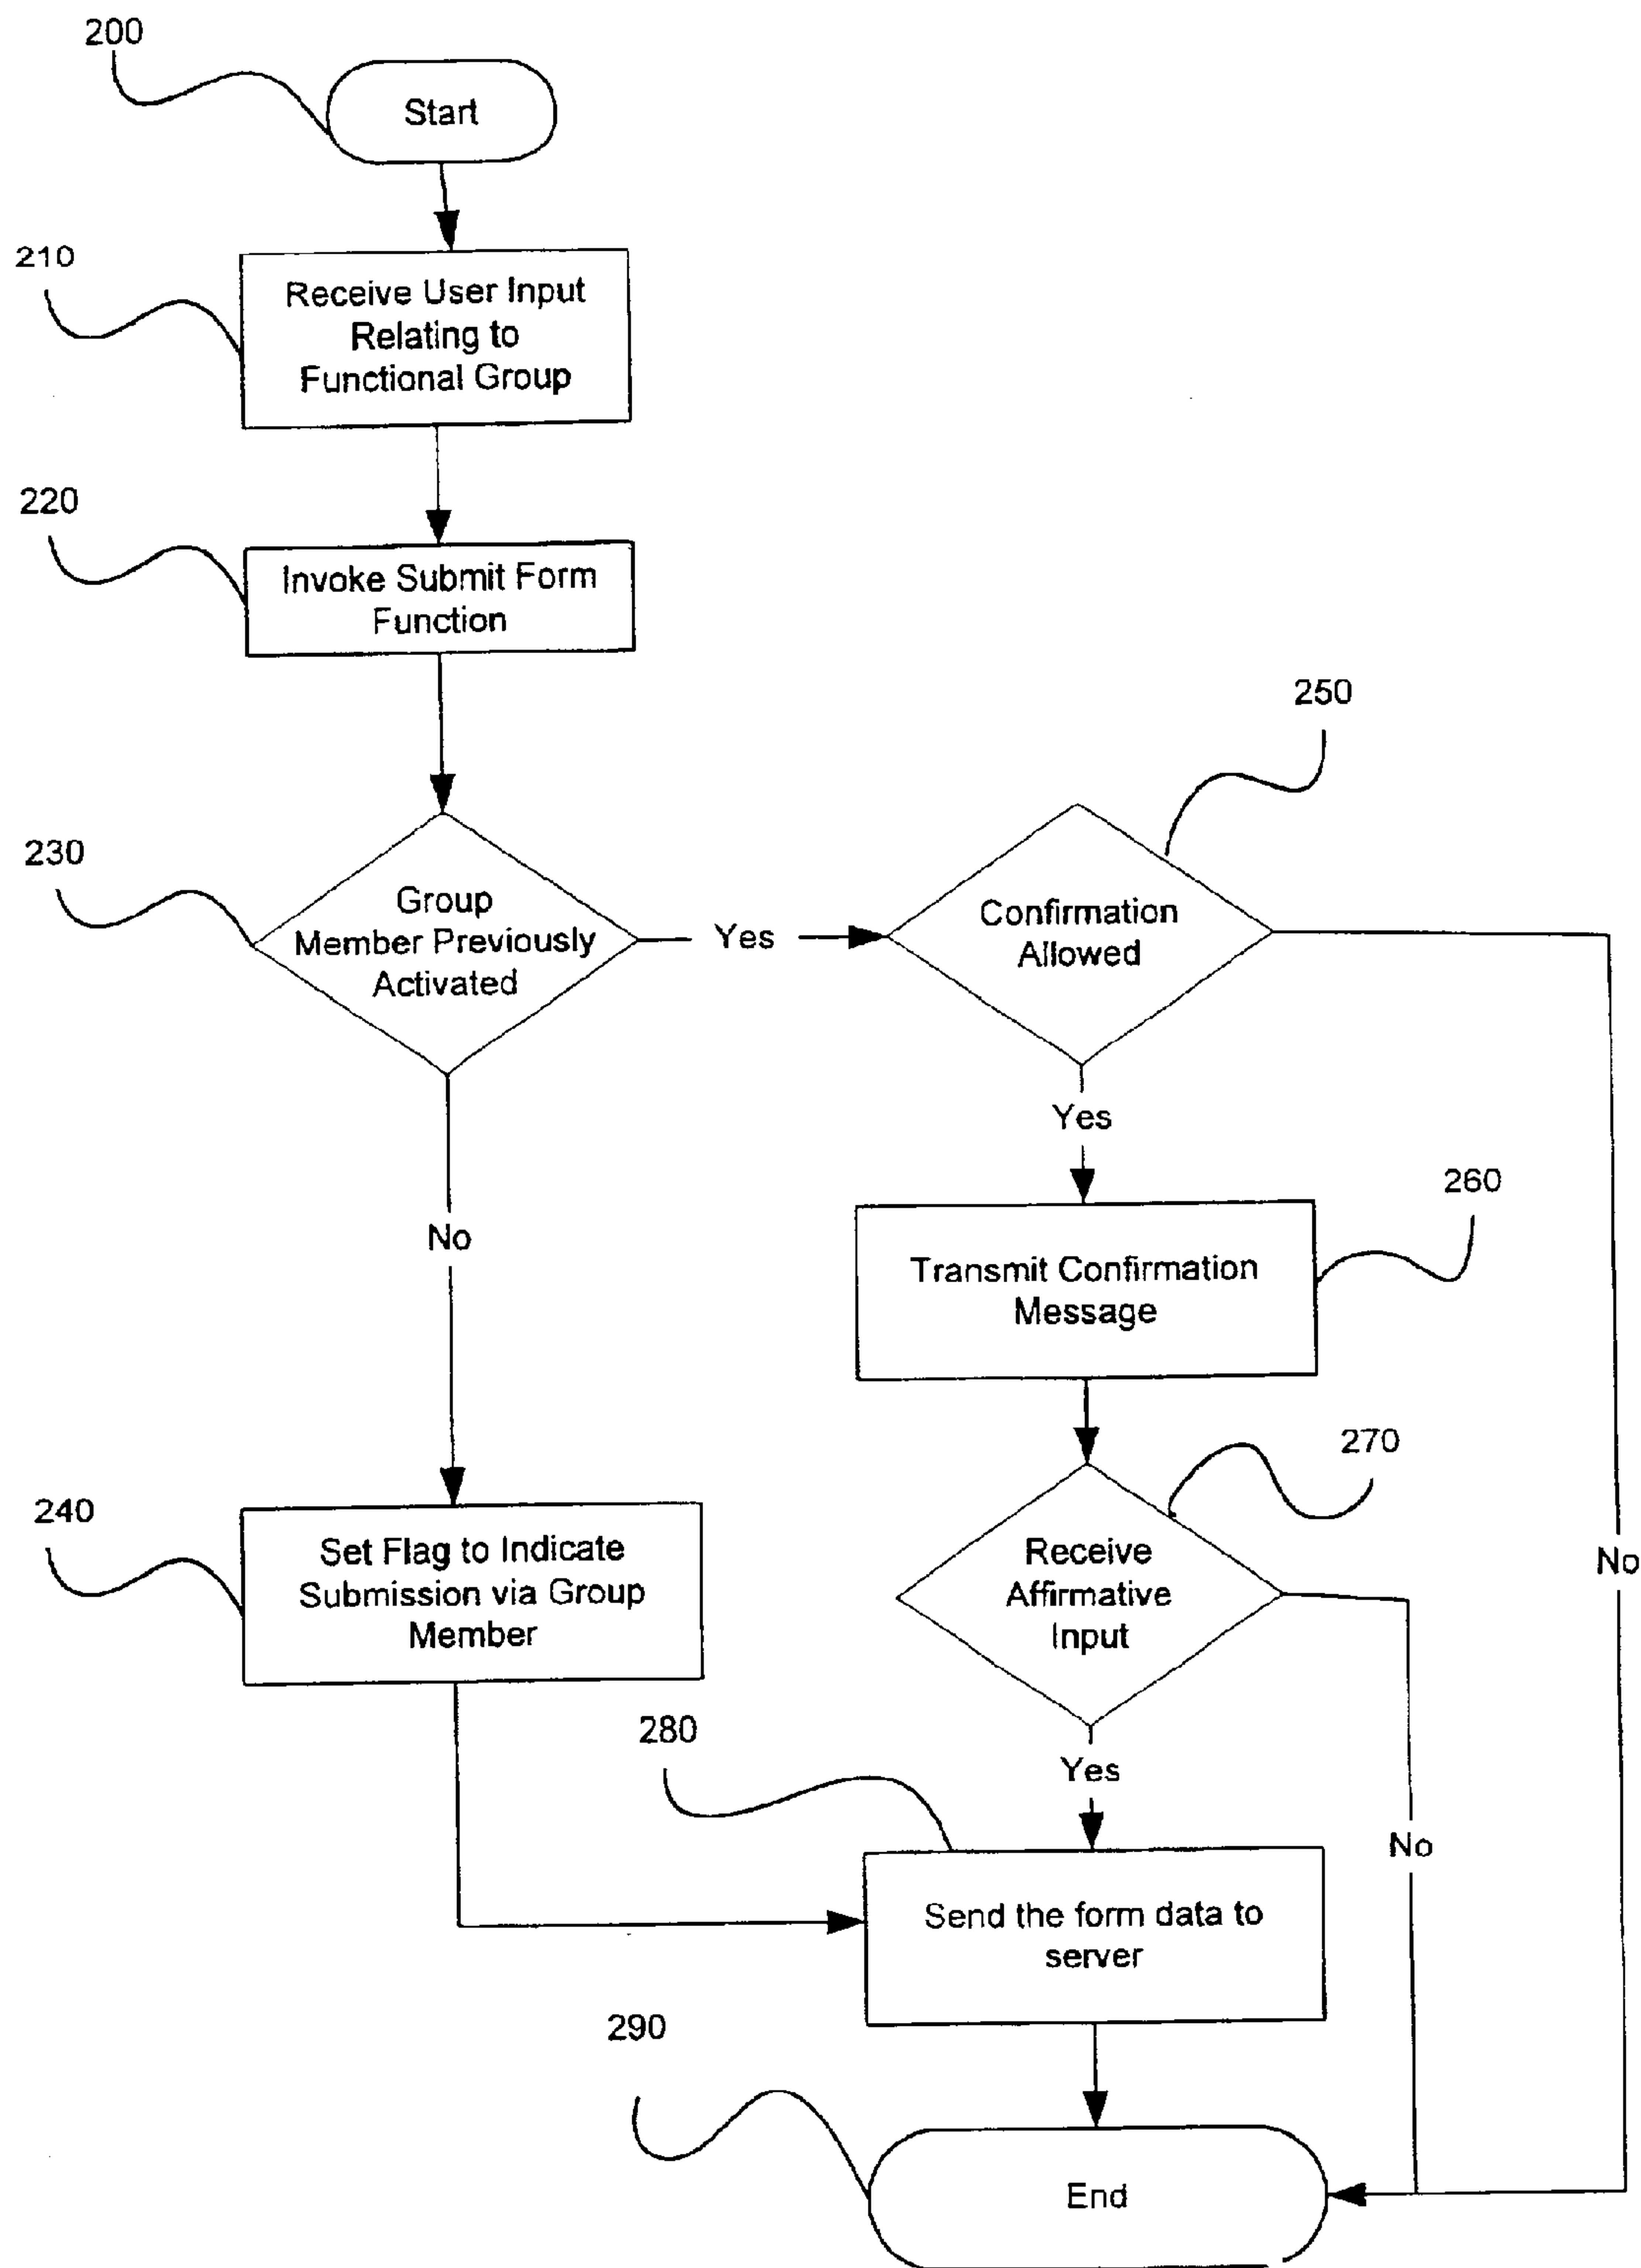 200
Start
210
Receive User Input
Relating to
Functional Group
220
Invoke Submit Form
Function
250
230
Group
Member Previously
Activated
Yes
Confirmation
Allowed
Yes
No
260
Transmit Confirmation
Message
270
240
Set Flag to Indicate
Submission via Group
Member
Receive
Affirmative
Input
No
280
Yes
No
Send the form data to
server
290
End